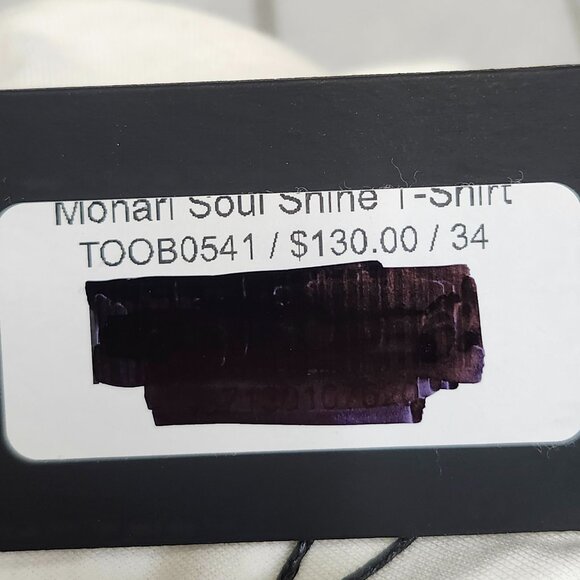 Monari Soul Shine T-Shirt
TOOB0541 / $130.00 / 34